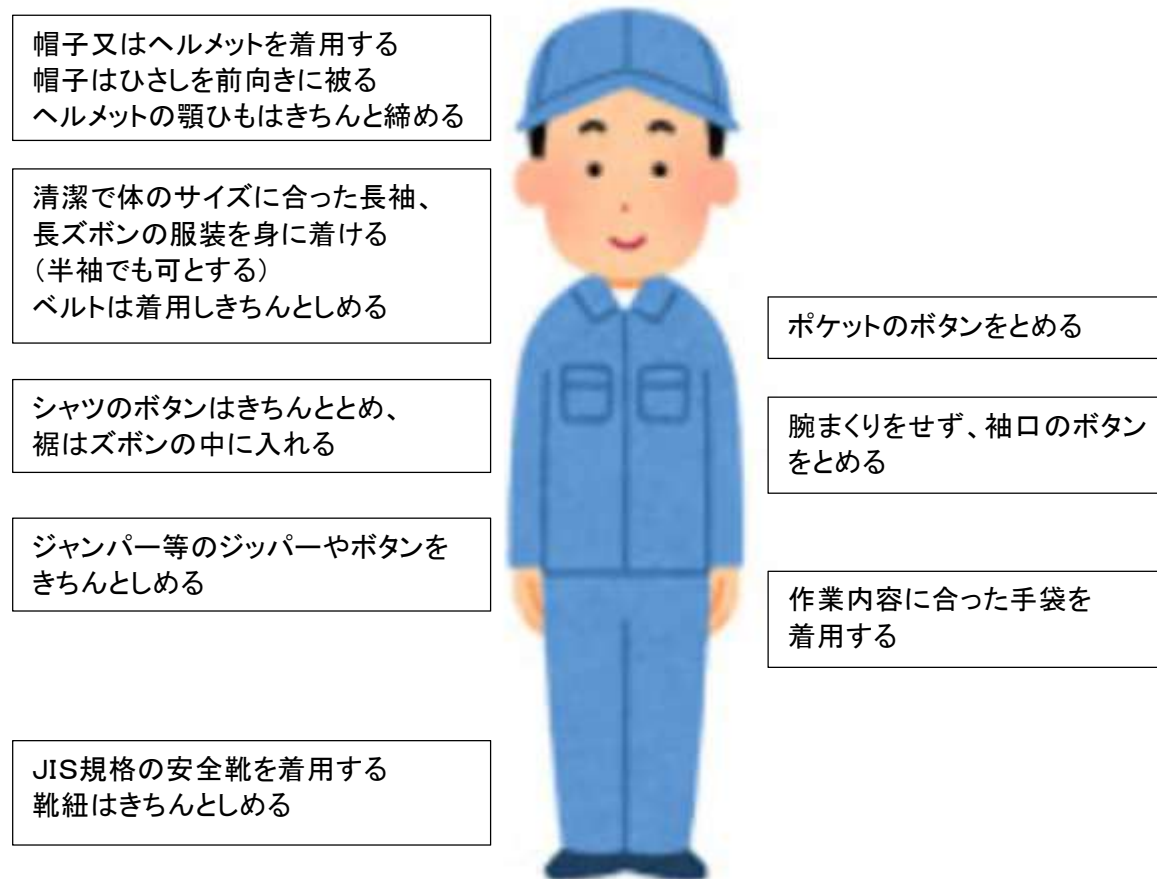 帽子又はヘルメットを着用する
帽子はひさしを前向きに被る
ヘルメットの顎ひもはきちんと締める
清潔で体のサイズに合った長袖、
長ズボンの服装を身に着ける
（半袖でも可とする）
ベルトは着用しきちんとしめる
シャツのボタンはきちんととめ、
裾はズボンの中に入れる
ジャンパー等のジッパーやボタンを
きちんとしめる
JIS規格の安全靴を着用する
靴紐はきちんとしめる
ポケットのボタンをとめる
腕まくりをせず、袖口のボタン
をとめる
作業内容に合った手袋を
着用する